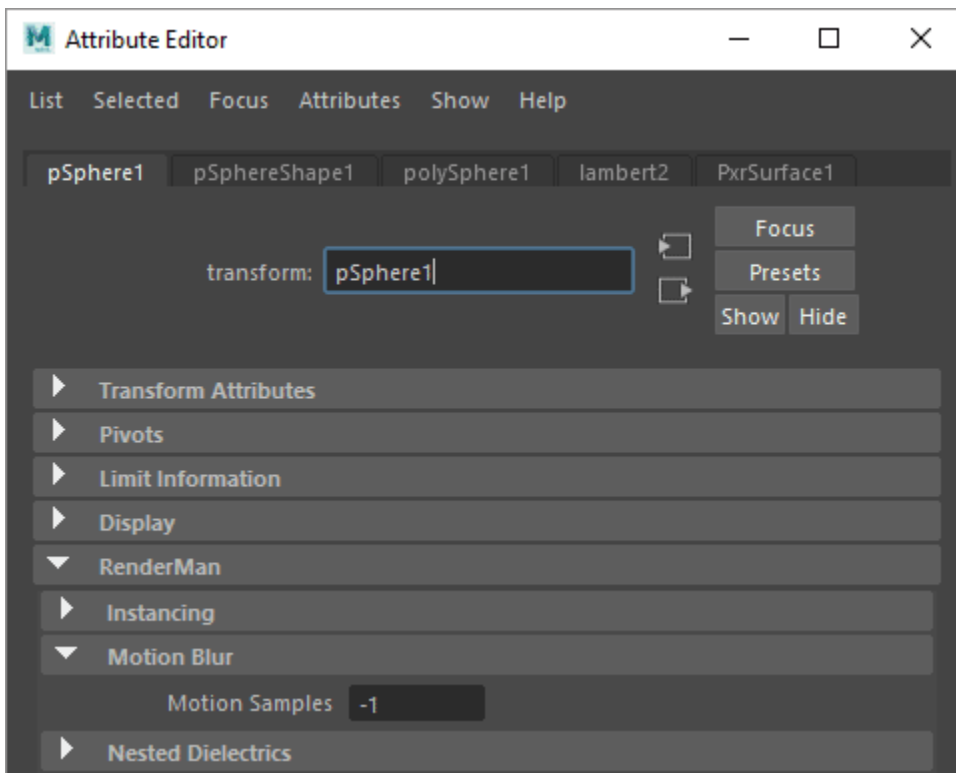 Attribute Editor
List Selected Focus Attributes Show Help
pSphere1 pSphereShape1 polySphere1 lambert2 PxrSurface1
Focus
transform: pSphere1
Presets
Show Hide
Transform Attributes
Pivots
Limit Information
Display
RenderMan
Instancing
Motion Blur
Motion Samples -1
Nested Dielectrics